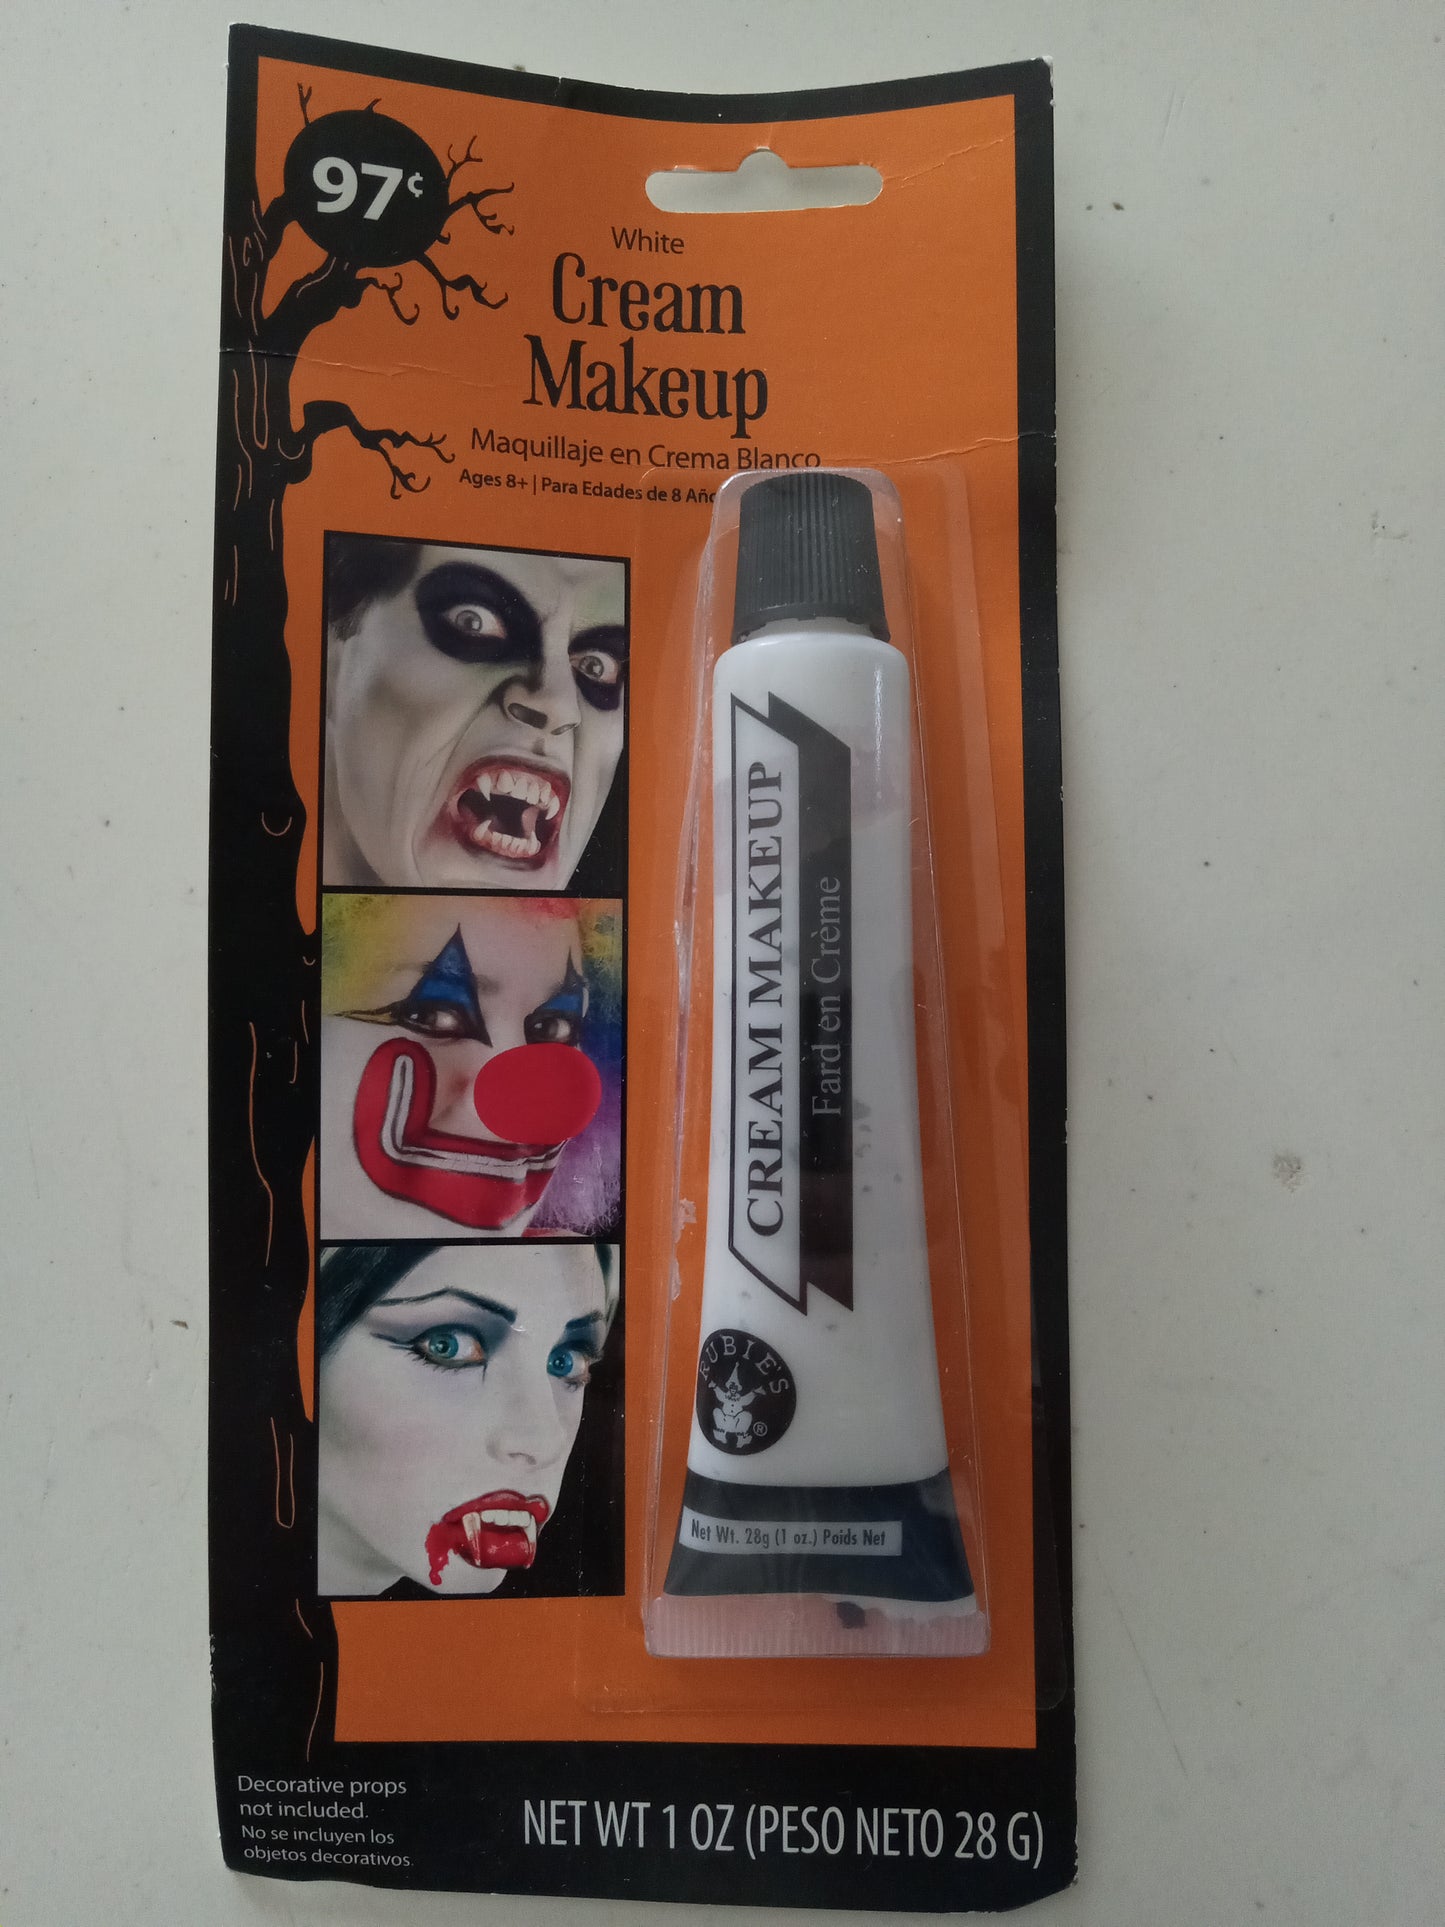 97¢
White
Cream
Makeup
Maquillaje en Crema Blanco
Ages 8+ | Para Edades de 8
CREAM MAKEUP
Fard en Crème
RUBIE'S
®
Net Wt. 28g (1 oz.) Poids Net
Decorative props
not included.
No se incluyen los
objetos decorativos.
NET WT 1 OZ (PESO NETO 28 G)